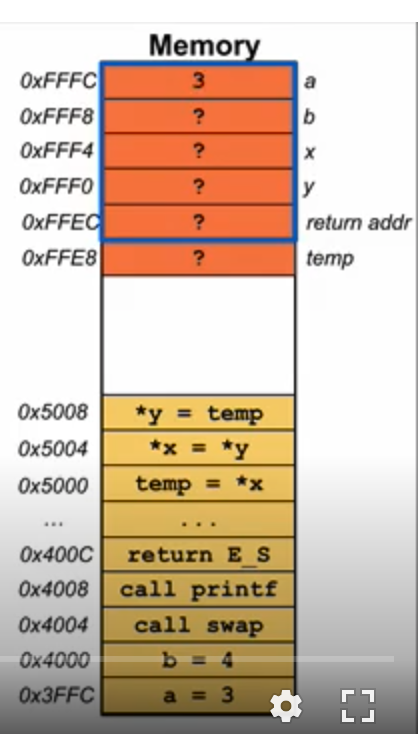 Memory
0xFFFC 3 a
0xFFF8 ? b
0xFFF4 ? x
0xFFF0 ? y
0xFFEC ? return addr
0xFFE8 ? temp
0x5008 *y = temp
0x5004 *x = *y
0x5000 temp = *x
... ...
0x400C return E_S
0x4008 call printf
0x4004 call swap
0x4000 b = 4
0x3FFC a = 3